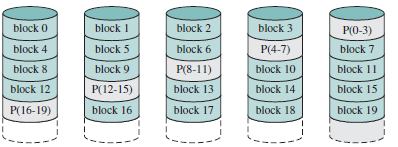 block 0 block 1 block 2 block 3 P(0-3)
block 4 block 5 block 6 P(4-7) block 7
block 8 block 9 P(8-11) block 10 block 11
block 12 P(12-15) block 13 block 14 block 15
P(16-19) block 16 block 17 block 18 block 19